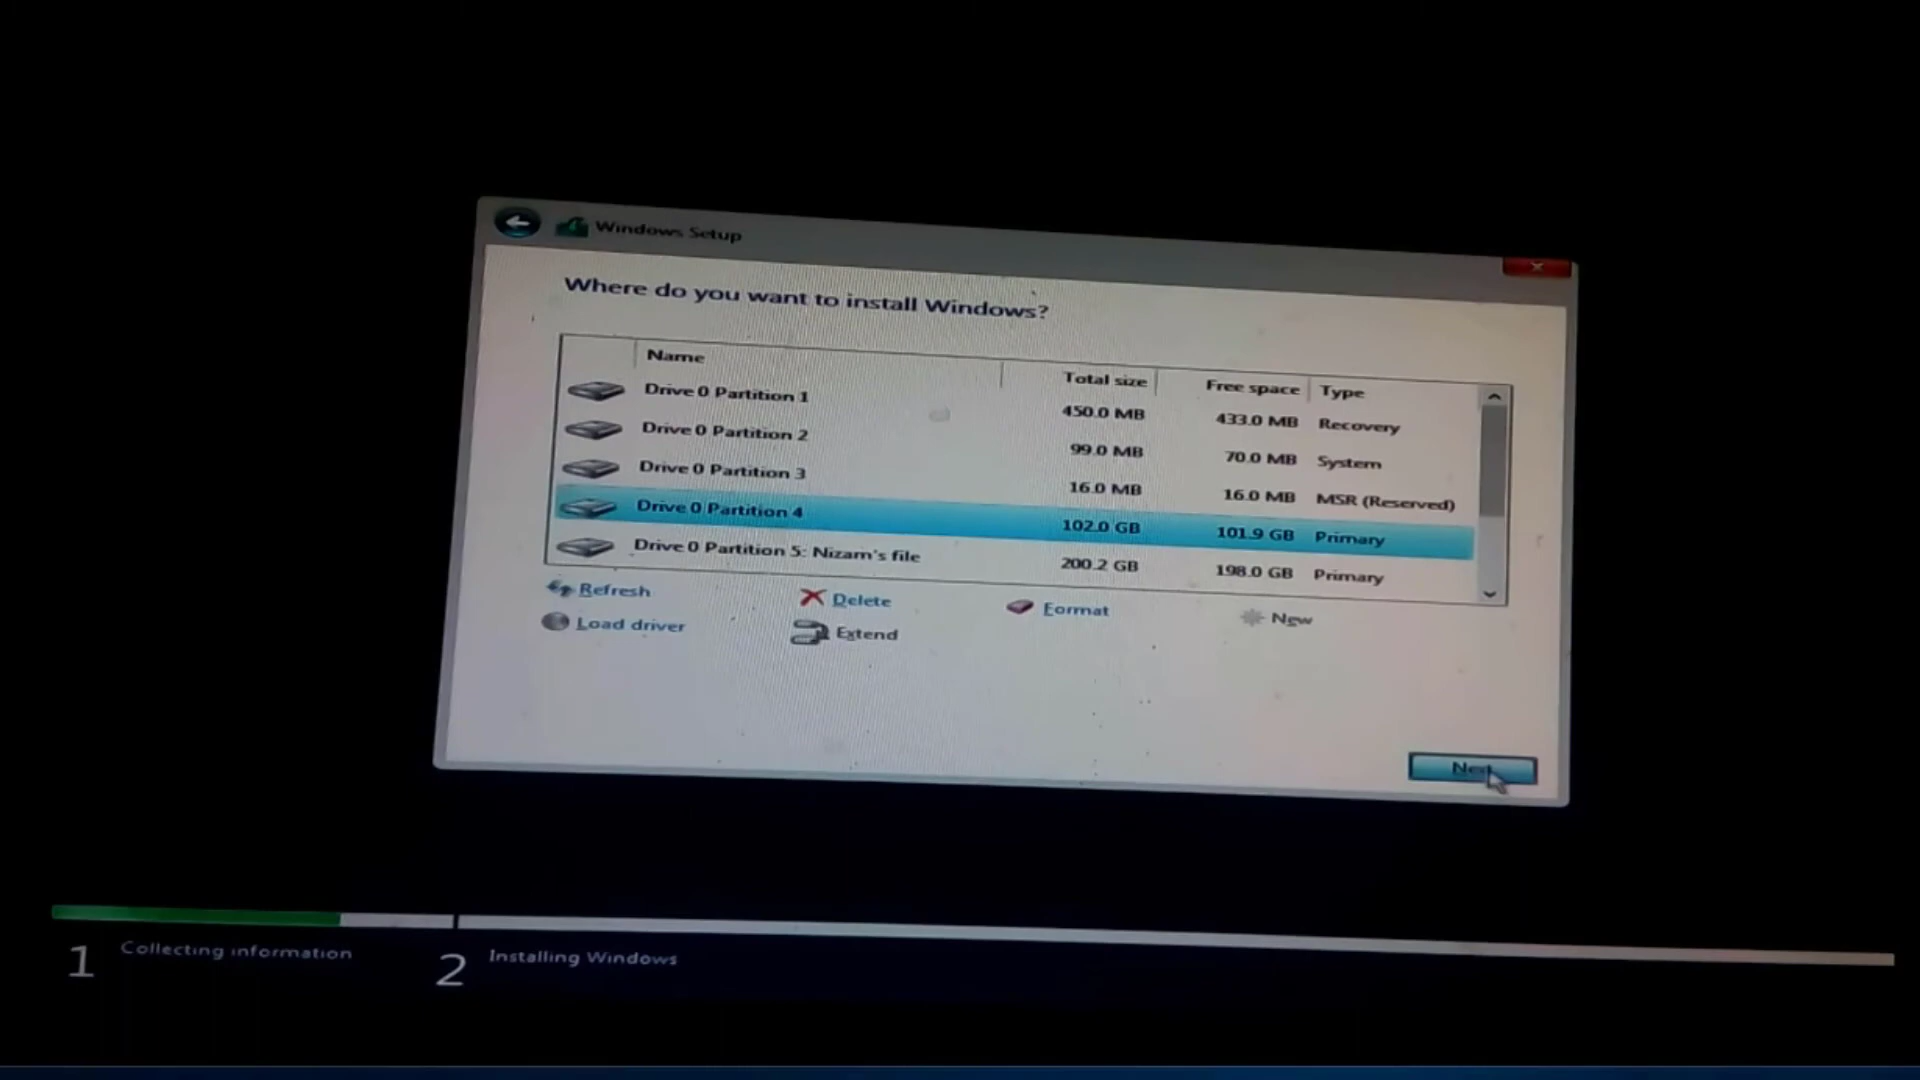 Windows Setup
Where do you want to install Windows?
Name Total size Free space Type
Drive 0 Partition 1 450.0 MB 433.0 MB Recovery
Drive 0 Partition 2 99.0 MB 70.0 MB System
Drive 0 Partition 3 16.0 MB 16.0 MB MSR (Reserved)
Drive 0 Partition 4 102.0 GB 101.9 GB Primary
Drive 0 Partition 5: Nizam's file 200.2 GB 198.0 GB Primary
Refresh Delete Format New
Load driver Extend
Next
1 Collecting information 2 Installing Windows